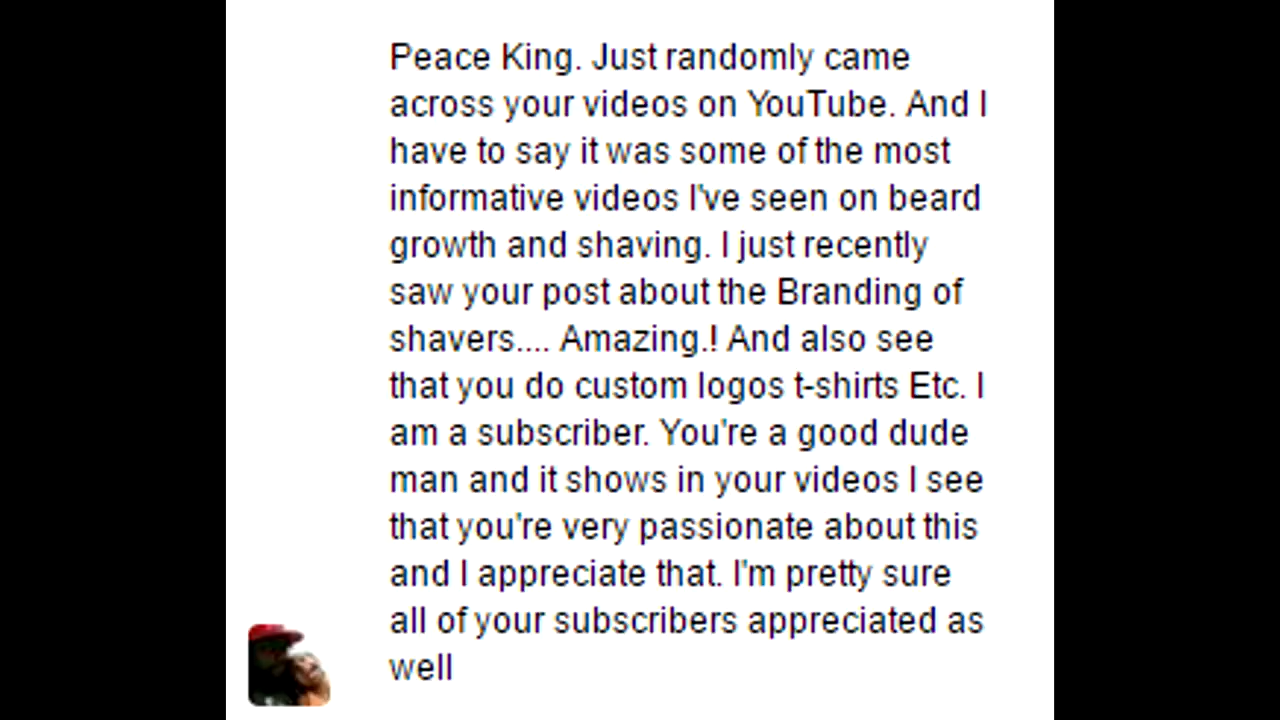 Peace King. Just randomly came
across your videos on YouTube. And I
have to say it was some of the most
informative videos I've seen on beard
growth and shaving. I just recently
saw your post about the Branding of
shavers.... Amazing.! And also see
that you do custom logos t-shirts Etc. I
am a subscriber. You're a good dude
man and it shows in your videos I see
that you're very passionate about this
and I appreciate that. I'm pretty sure
all of your subscribers appreciated as
well